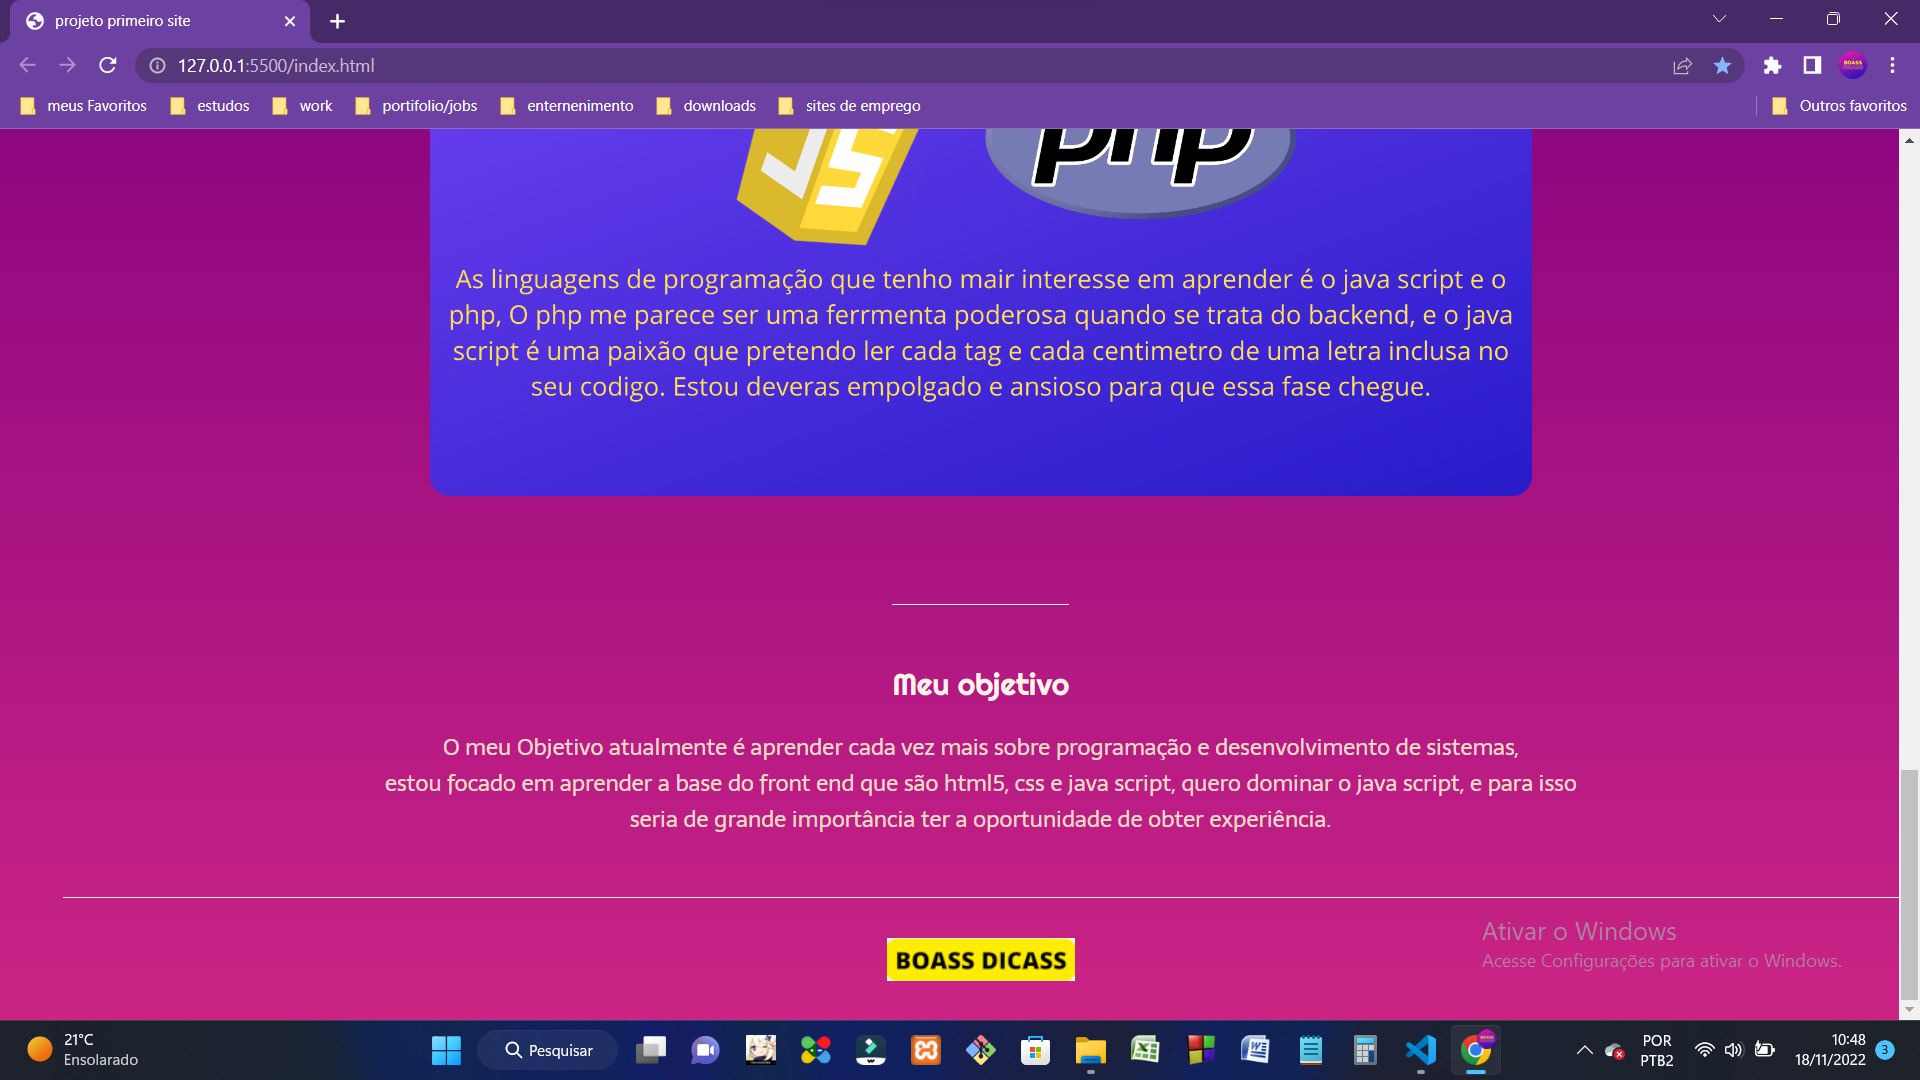 projeto primeiro site
127.0.0.1:5500/index.html
BOASS
meus Favoritos
estudos
work
portifolio/jobs
enternenimento
downloads
sites de emprego
Outros favoritos
JS
php
As linguagens de programação que tenho mair interesse em aprender é o java script e o
php, O php me parece ser uma ferrmenta poderosa quando se trata do backend, e o java
script é uma paixão que pretendo ler cada tag e cada centimetro de uma letra inclusa no
seu codigo. Estou deveras empolgado e ansioso para que essa fase chegue.
Meu objetivo
O meu Objetivo atualmente é aprender cada vez mais sobre programação e desenvolvimento de sistemas,
estou focado em aprender a base do front end que são html5, css e java script, quero dominar o java script, e para isso
seria de grande importância ter a oportunidade de obter experiência.
BOASS DICASS
Ativar o Windows
Acesse Configurações para ativar o Windows.
21°C
Ensolarado
Pesquisar
POR
PTB2
10:48
18/11/2022
3